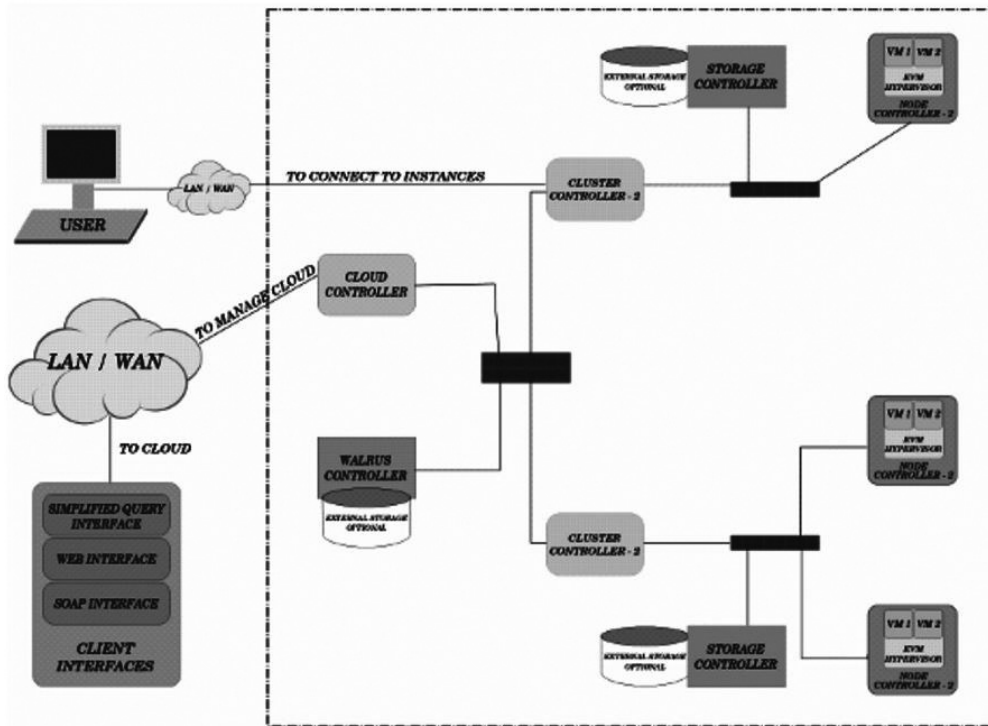 VM 1 VM 2
KVM
HYPERVISOR
NODE
CONTROLLER - 2
EXTERNAL STORAGE
OPTIONAL
STORAGE
CONTROLLER
LAN / WAN
TO CONNECT TO INSTANCES
CLUSTER
CONTROLLER - 2
USER
CLOUD
CONTROLLER
TO MANAGE CLOUD
LAN / WAN
TO CLOUD
WALRUS
CONTROLLER
EXTERNAL STORAGE
OPTIONAL
SIMPLIFIED QUERY
INTERFACE
WEB INTERFACE
SOAP INTERFACE
CLIENT
INTERFACES
CLUSTER
CONTROLLER - 2
VM 1 VM 2
KVM
HYPERVISOR
NODE
CONTROLLER - 2
EXTERNAL STORAGE
OPTIONAL
STORAGE
CONTROLLER
VM 1 VM 2
KVM
HYPERVISOR
NODE
CONTROLLER - 2